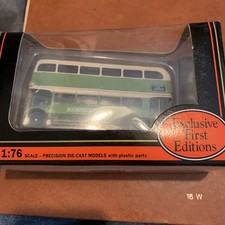 Exclusive
First
Editions
1:76 SCALE - PRECISION DIE-CAST MODELS with plastic parts
16 W